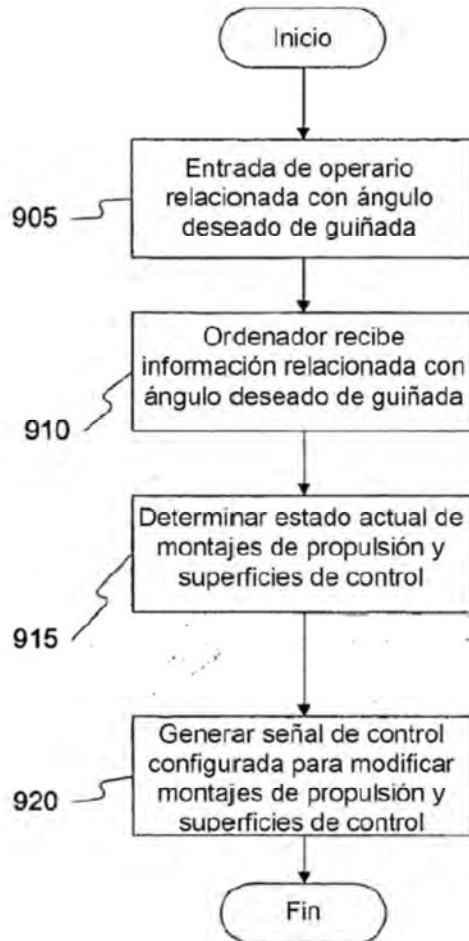 Inicio
Entrada de operario
relacionada con ángulo
deseado de guiñada
905
Ordenador recibe
información relacionada con
ángulo deseado de guiñada
910
Determinar estado actual de
montajes de propulsión y
superficies de control
915
Generar señal de control
configurada para modificar
montajes de propulsión y
superficies de control
920
Fin